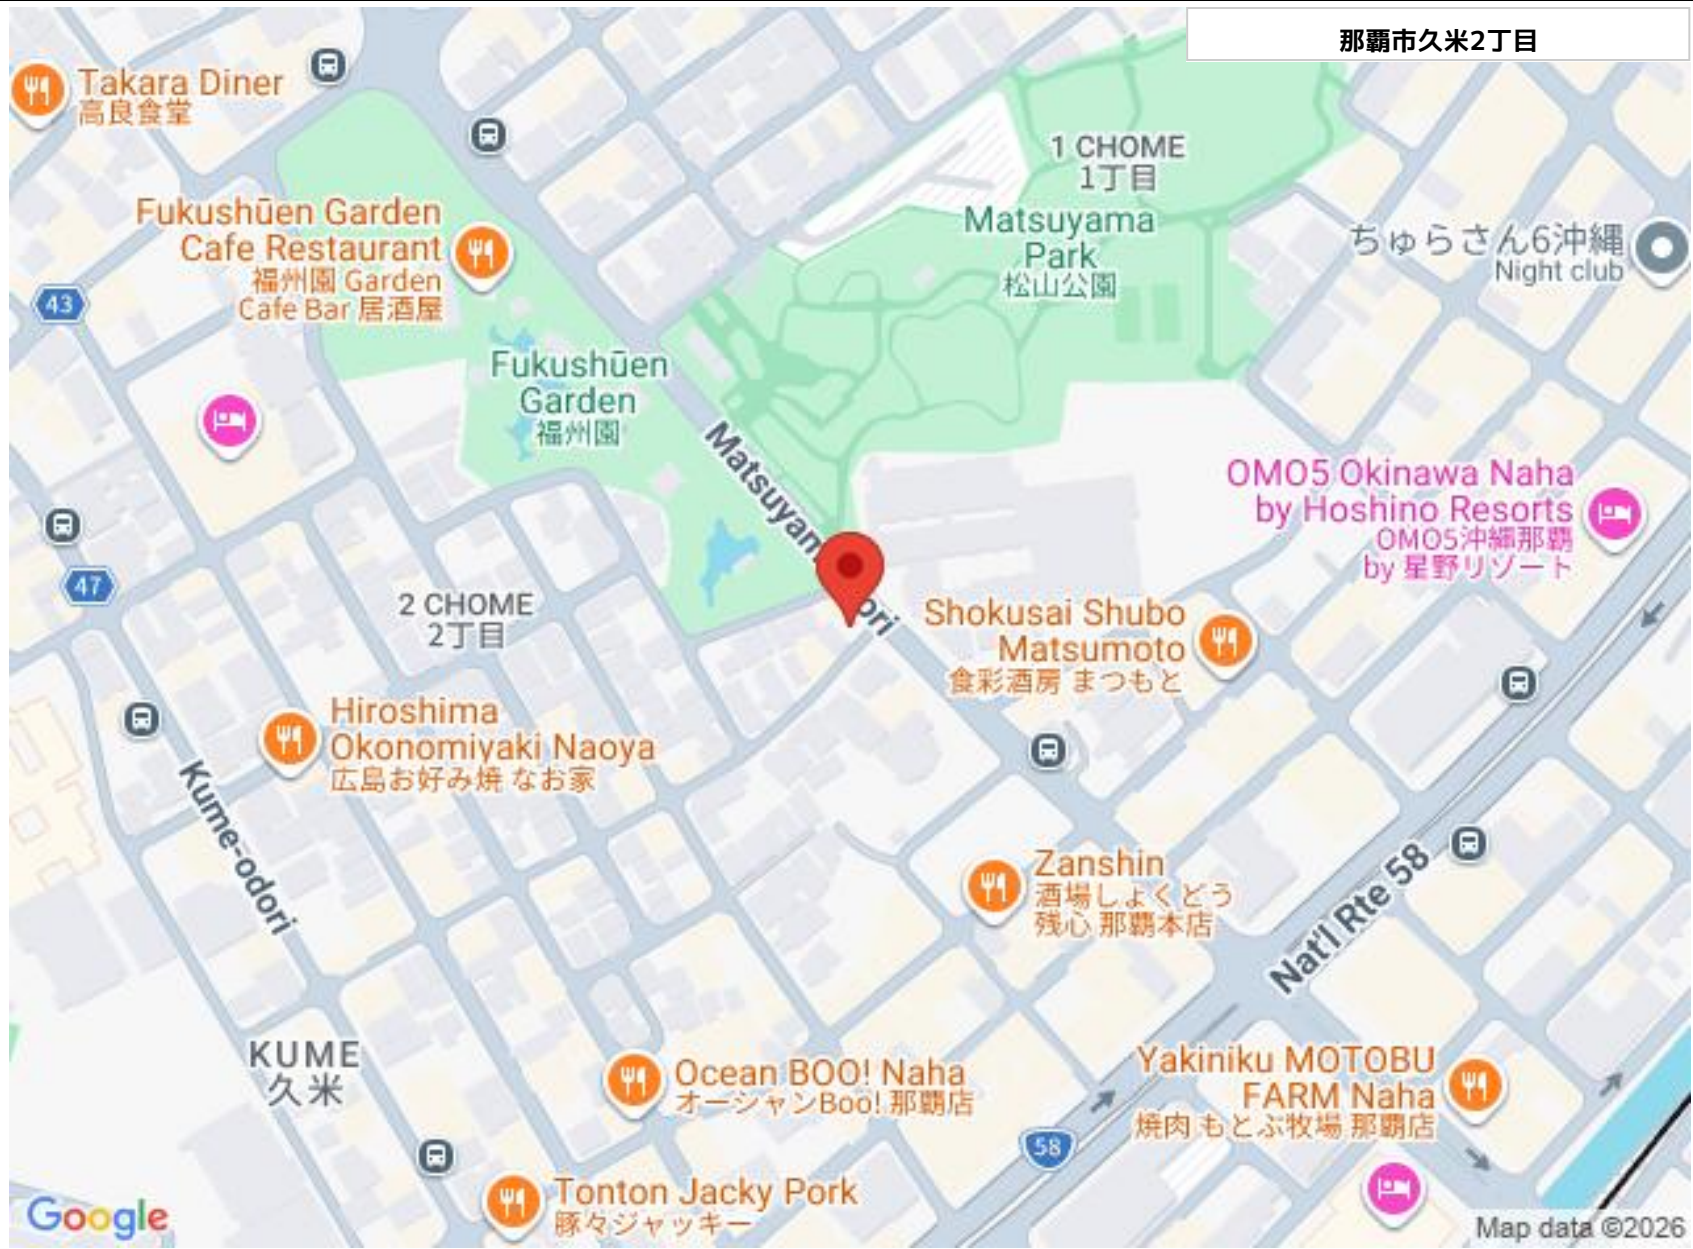 那覇市久米2丁目
Takara Diner
高良食堂
1 CHOME
1丁目
Fukushūen Garden
Cafe Restaurant
福州園 Garden
Cafe Bar 居酒屋
Matsuyama
Park
松山公園
ちゅらさん6沖縄
Night club
43
Fukushūen
Garden
福州園
OMO5 Okinawa Naha
by Hoshino Resorts
OMO5沖縄那覇
by 星野リゾート
47
2 CHOME
2丁目
Shokusai Shubo
Matsumoto
食彩酒房 まつもと
Hiroshima
Okonomiyaki Naoya
広島お好み焼 なお家
Kume-odori
Zanshin
酒場しょくどう
残心 那覇本店
Nat'l Rte 58
KUME
久米
Ocean BOO! Naha
オーシャンBoo! 那覇店
Yakiniku MOTOBU
FARM Naha
焼肉 もとぶ牧場 那覇店
58
Tonton Jacky Pork
豚々ジャッキー
Google
Map data ©2026